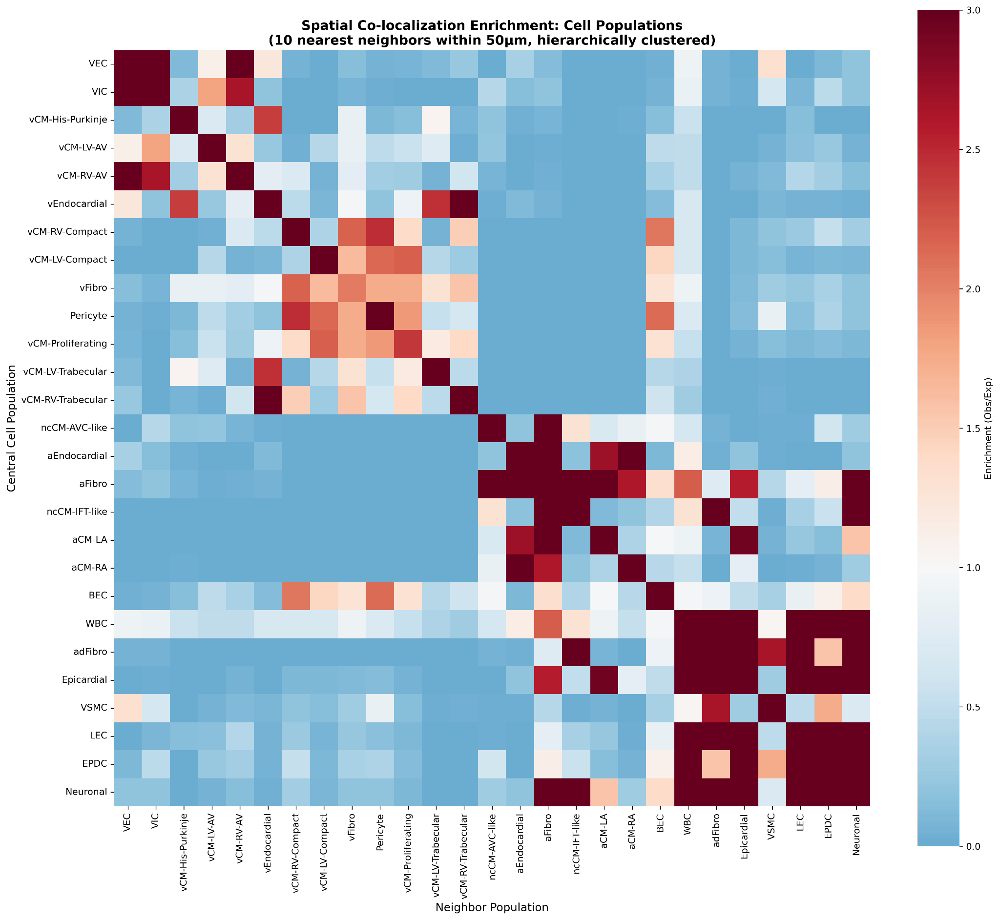 Spatial Co-localization Enrichment: Cell Populations
(10 nearest neighbors within 50μm, hierarchically clustered)
Central Cell Population
VEC
VIC
vCM-His-Purkinje
vCM-LV-AV
vCM-RV-AV
vEndocardial
vCM-RV-Compact
vCM-LV-Compact
vFibro
Pericyte
vCM-Proliferating
vCM-LV-Trabecular
vCM-RV-Trabecular
ncCM-AVC-like
aEndocardial
aFibro
ncCM-IFT-like
aCM-LA
aCM-RA
BEC
WBC
adFibro
Epicardial
VSMC
LEC
EPDC
Neuronal
VEC
VIC
vCM-His-Purkinje
vCM-LV-AV
vCM-RV-AV
vEndocardial
vCM-RV-Compact
vCM-LV-Compact
vFibro
Pericyte
vCM-Proliferating
vCM-LV-Trabecular
vCM-RV-Trabecular
ncCM-AVC-like
aEndocardial
aFibro
ncCM-IFT-like
aCM-LA
aCM-RA
BEC
WBC
adFibro
Epicardial
VSMC
LEC
EPDC
Neuronal
Neighbor Population
3.0
2.5
2.0
1.5
1.0
0.5
0.0
Enrichment (Obs/Exp)